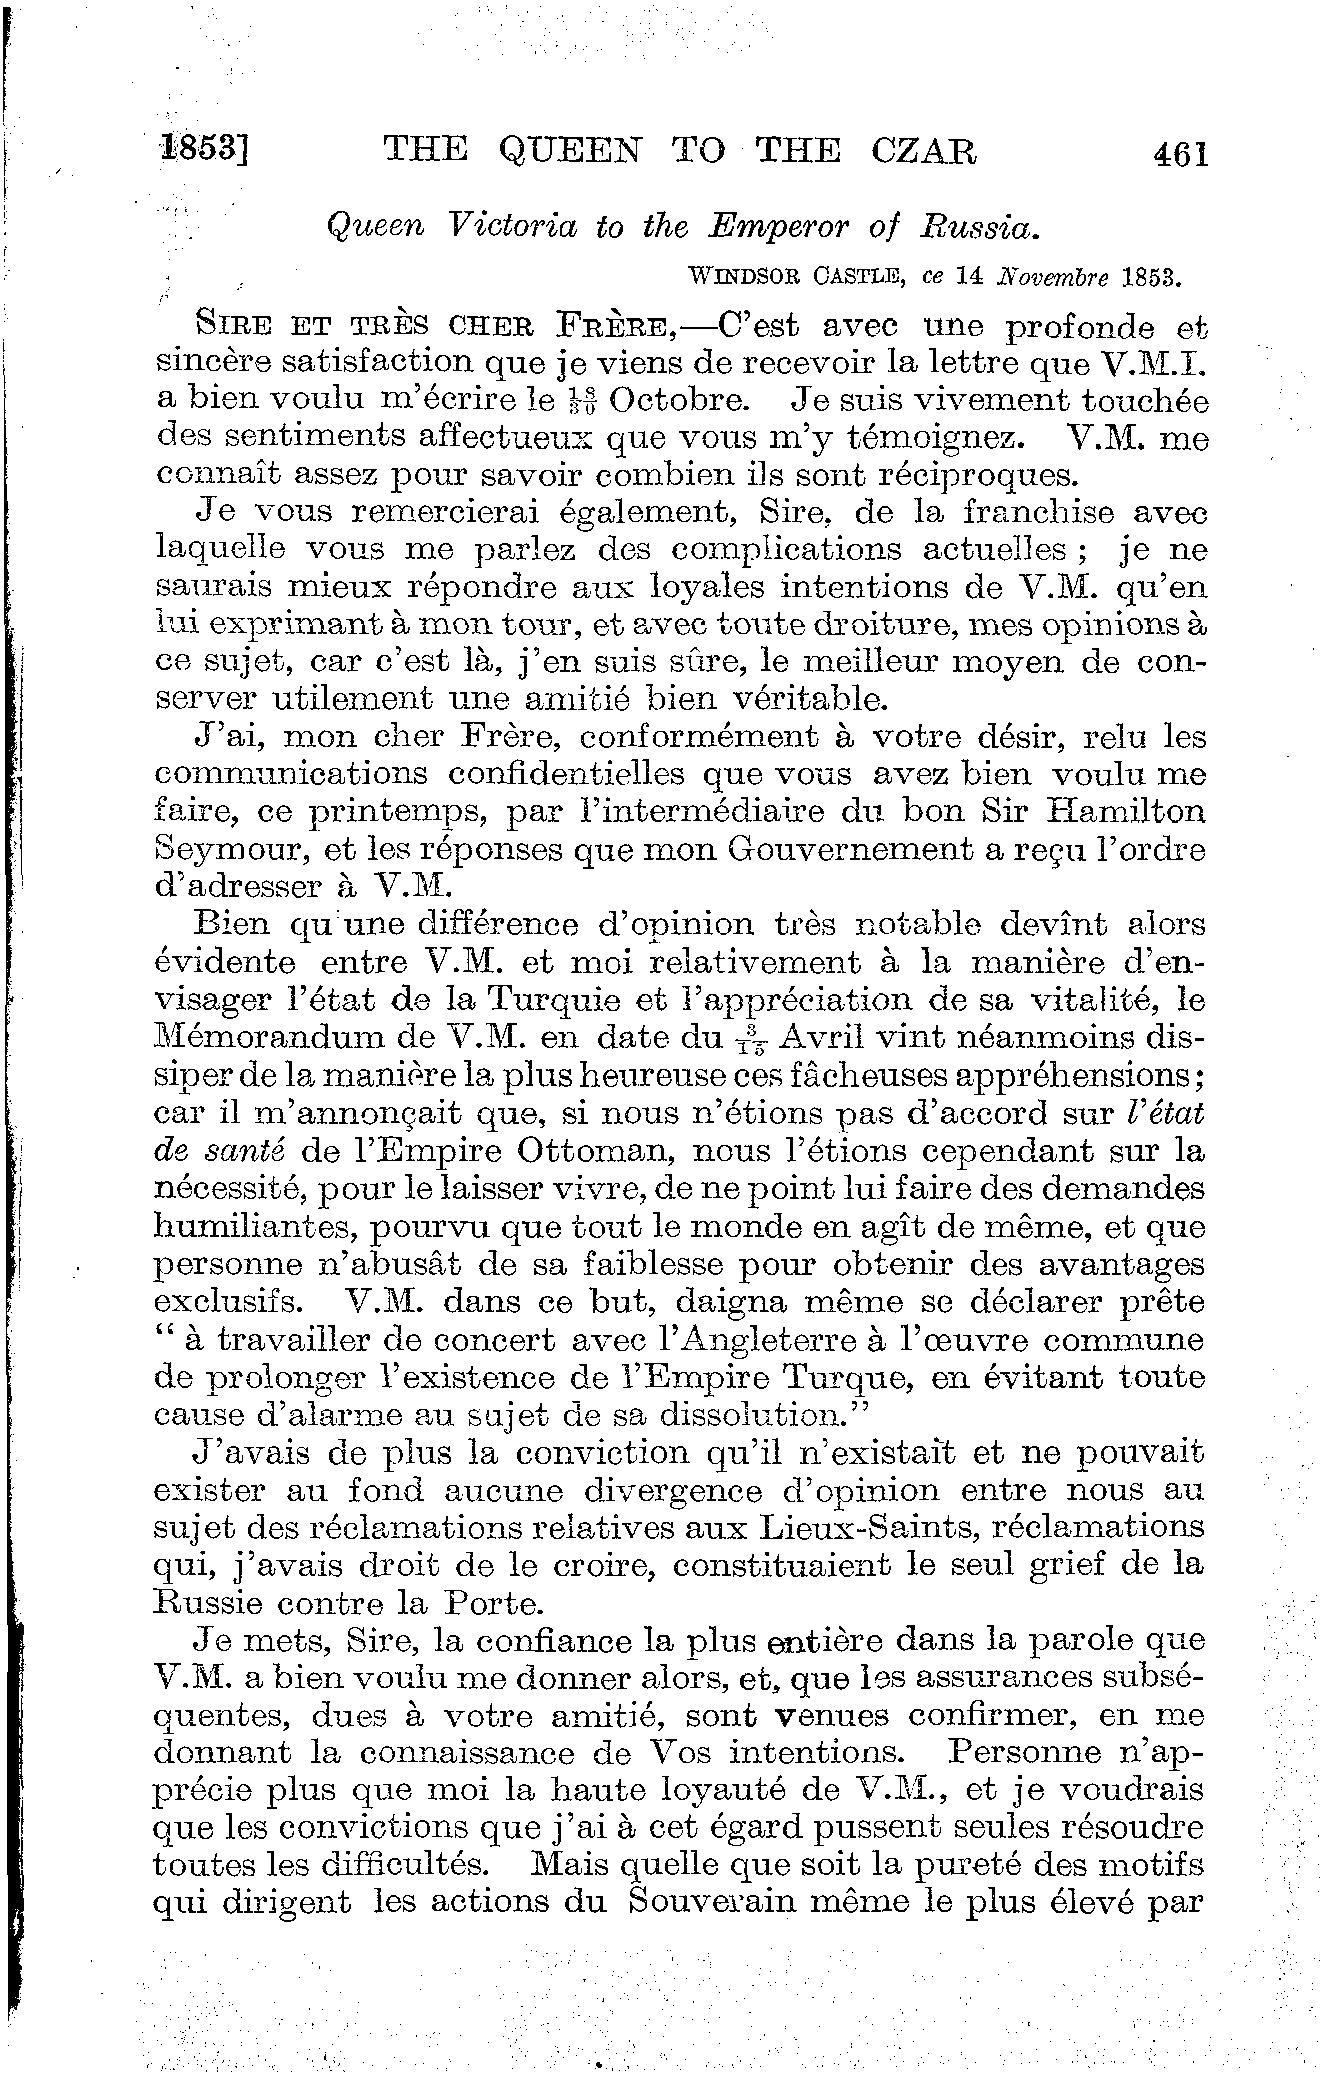 1853] THE QUEEN TO THE CZAR 461
Queen Victoria to the Emperor of Russia.
WINDSOR CASTLE, ce 14 Novembre 1853.
SIRE ET TRÈS CHER FRÈRE,—C'est avec une profonde et
sincère satisfaction que je viens de recevoir la lettre que V.M.I.
a bien voulu m'écrire le 18/30 Octobre. Je suis vivement touchée
des sentiments affectueux que vous m'y témoignez. V.M. me
connaît assez pour savoir combien ils sont réciproques.
Je vous remercierai également, Sire, de la franchise avec
laquelle vous me parlez des complications actuelles ; je ne
saurais mieux répondre aux loyales intentions de V.M. qu'en
lui exprimant à mon tour, et avec toute droiture, mes opinions à
ce sujet, car c'est là, j'en suis sûre, le meilleur moyen de con-
server utilement une amitié bien véritable.
J'ai, mon cher Frère, conformément à votre désir, relu les
communications confidentielles que vous avez bien voulu me
faire, ce printemps, par l'intermédiaire du bon Sir Hamilton
Seymour, et les réponses que mon Gouvernement a reçu l'ordre
d'adresser à V.M.
Bien qu'une différence d'opinion très notable devînt alors
évidente entre V.M. et moi relativement à la manière d'en-
visager l'état de la Turquie et l'appréciation de sa vitalité, le
Mémorandum de V.M. en date du 3/15 Avril vint néanmoins dis-
siper de la manière la plus heureuse ces fâcheuses appréhensions ;
car il m'annonçait que, si nous n'étions pas d'accord sur l'état
de santé de l'Empire Ottoman, nous l'étions cependant sur la
nécessité, pour le laisser vivre, de ne point lui faire des demandes
humiliantes, pourvu que tout le monde en agît de même, et que
personne n'abusât de sa faiblesse pour obtenir des avantages
exclusifs. V.M. dans ce but, daigna même se déclarer prête
" à travailler de concert avec l'Angleterre à l'œuvre commune
de prolonger l'existence de l'Empire Turque, en évitant toute
cause d'alarme au sujet de sa dissolution."
J'avais de plus la conviction qu'il n'existait et ne pouvait
exister au fond aucune divergence d'opinion entre nous au
sujet des réclamations relatives aux Lieux-Saints, réclamations
qui, j'avais droit de le croire, constituaient le seul grief de la
Russie contre la Porte.
Je mets, Sire, la confiance la plus entière dans la parole que
V.M. a bien voulu me donner alors, et, que les assurances subsé-
quentes, dues à votre amitié, sont venues confirmer, en me
donnant la connaissance de Vos intentions. Personne n'ap-
précie plus que moi la haute loyauté de V.M., et je voudrais
que les convictions que j'ai à cet égard pussent seules résoudre
toutes les difficultés. Mais quelle que soit la pureté des motifs
qui dirigent les actions du Souverain même le plus élevé par